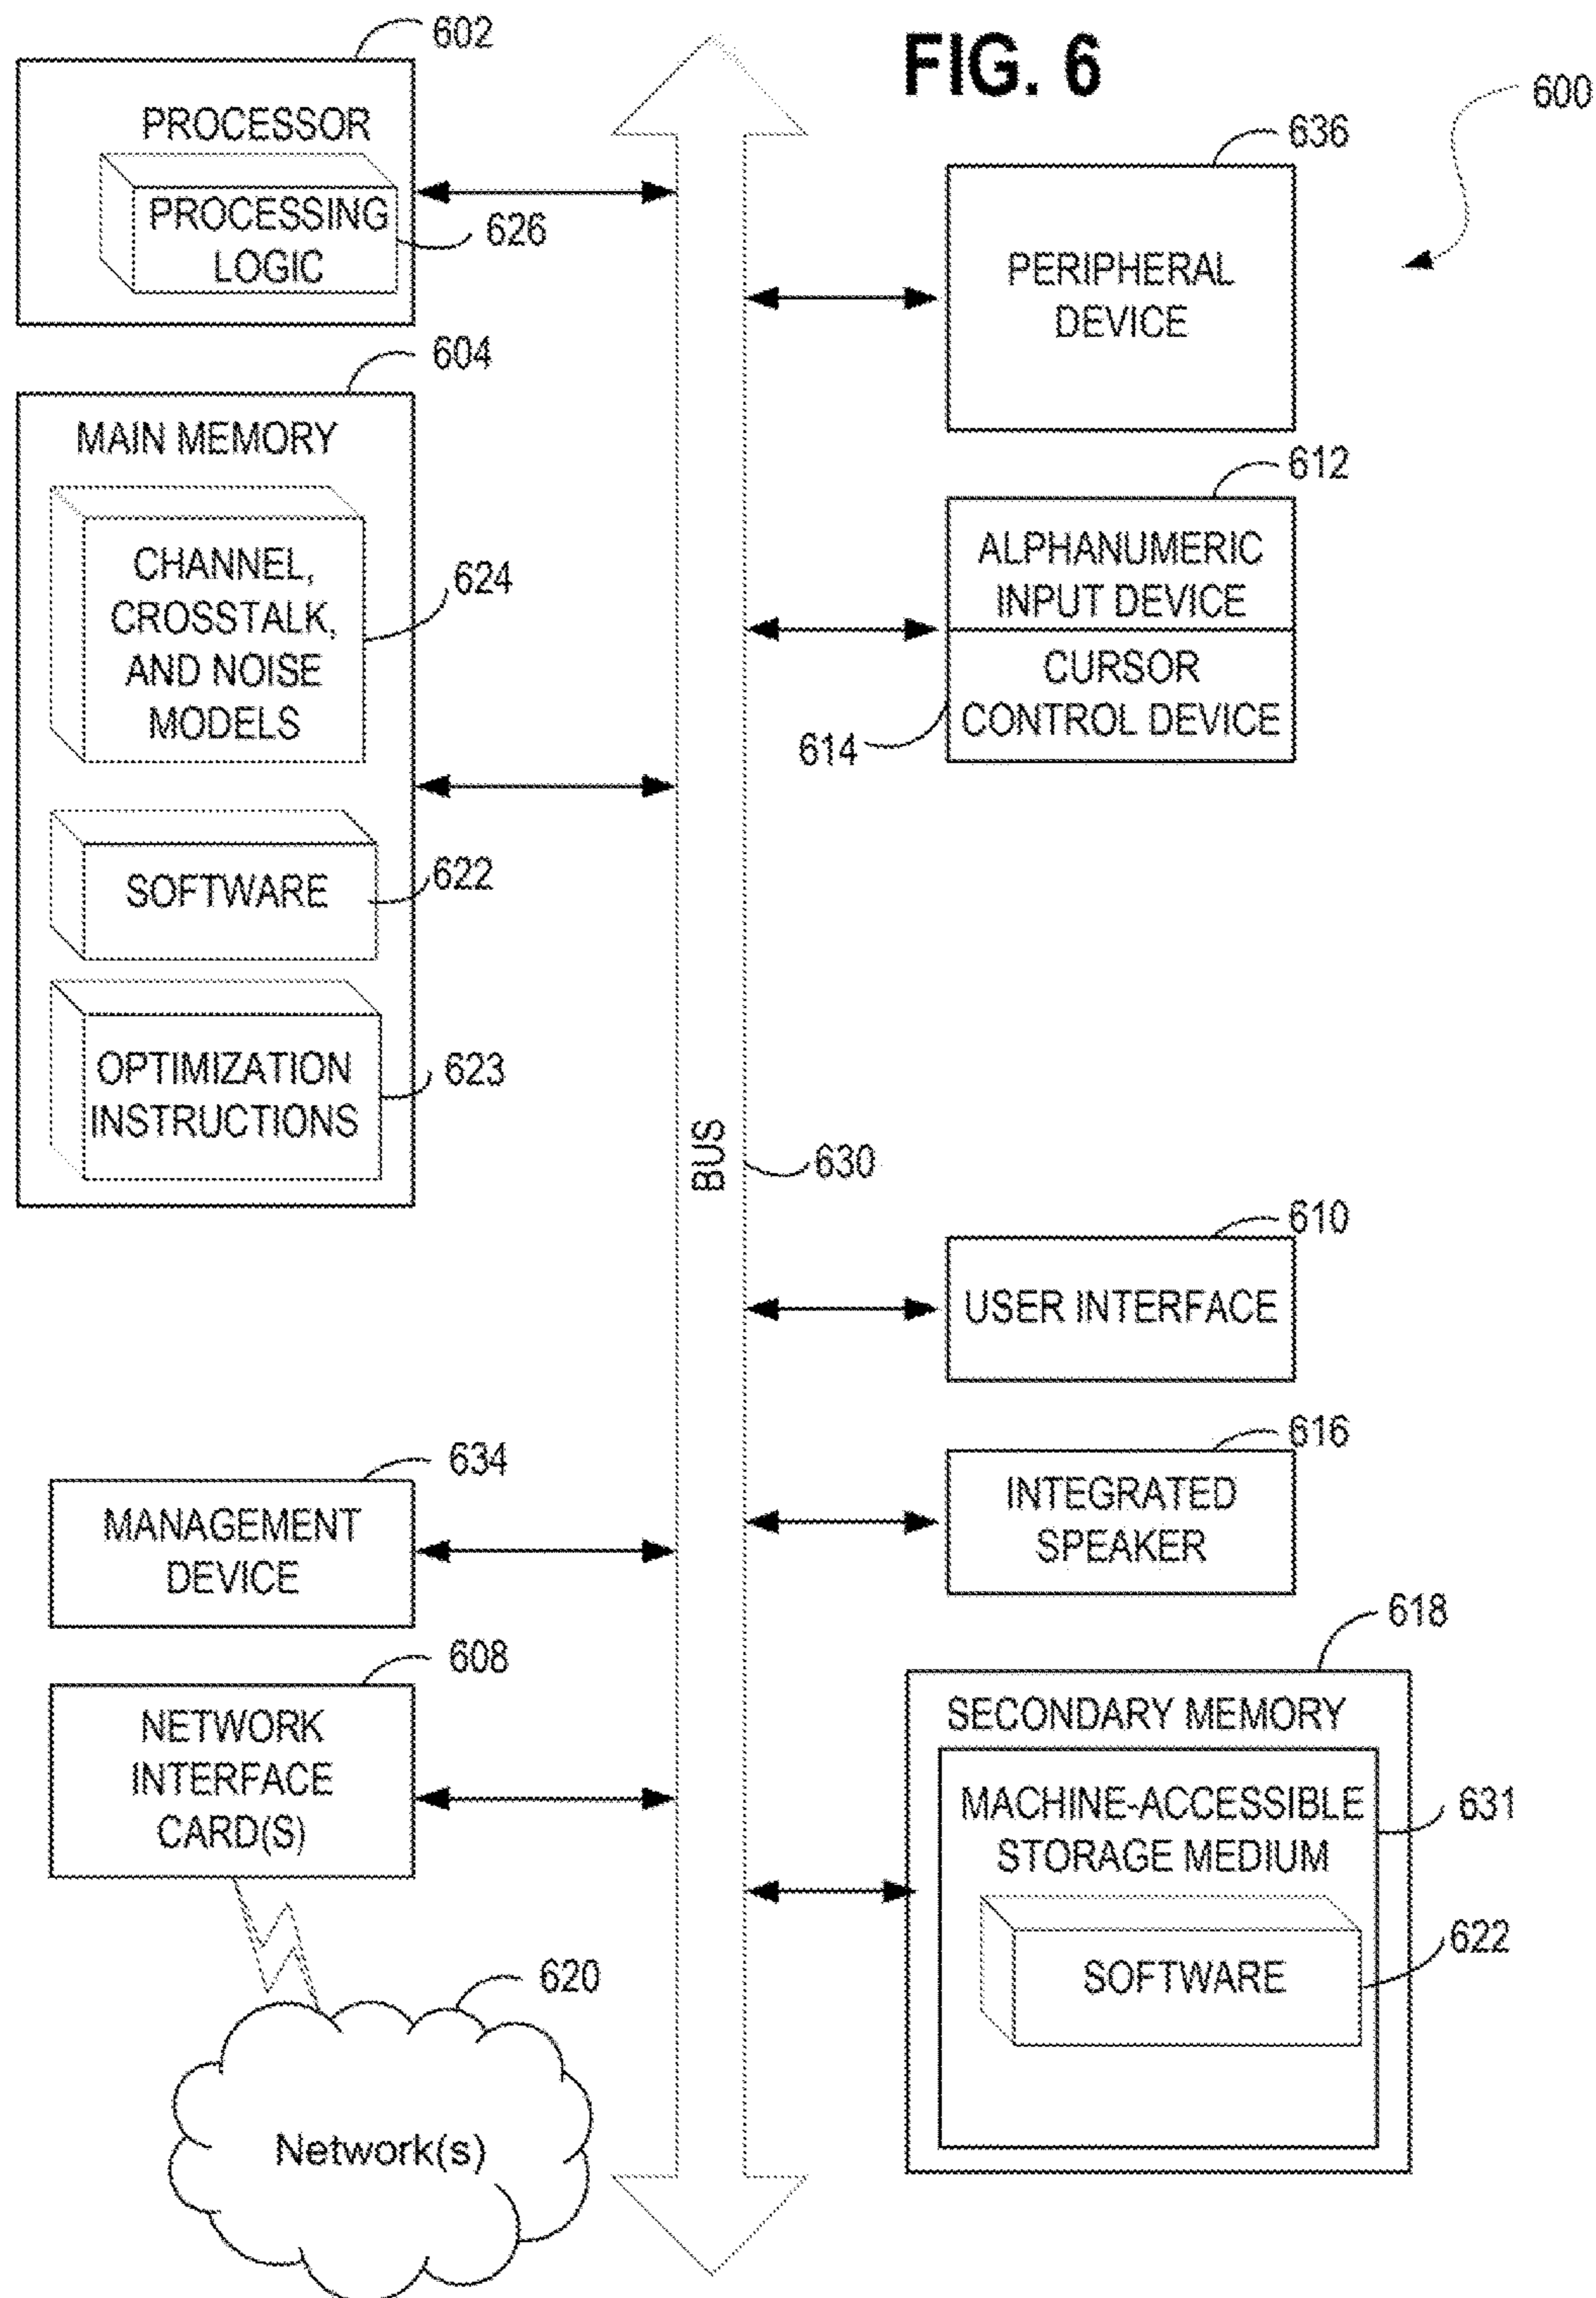 FIG. 6
600
602
PROCESSOR
PROCESSING
LOGIC
626
604
MAIN MEMORY
CHANNEL,
CROSSTALK,
AND NOISE
MODELS
624
SOFTWARE
622
OPTIMIZATION
INSTRUCTIONS
623
634
MANAGEMENT
DEVICE
608
NETWORK
INTERFACE
CARD(S)
620
Network(s)
BUS
630
636
PERIPHERAL
DEVICE
612
ALPHANUMERIC
INPUT DEVICE
CURSOR
CONTROL DEVICE
614
610
USER INTERFACE
616
INTEGRATED
SPEAKER
618
SECONDARY MEMORY
MACHINE-ACCESSIBLE
STORAGE MEDIUM
631
SOFTWARE
622